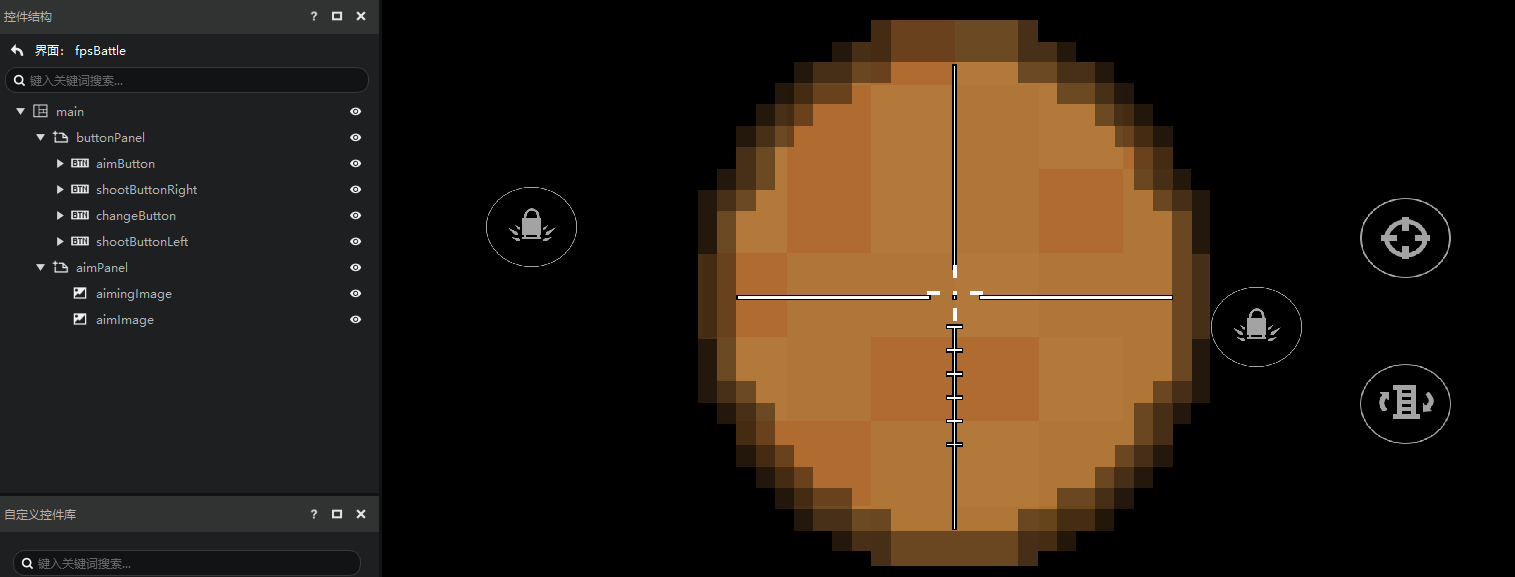 控件结构
?
界面： fpsBattle
键入关键词搜索...
main
buttonPanel
BTN aimButton
BTN shootButtonRight
BTN changeButton
BTN shootButtonLeft
aimPanel
aimingImage
aimImage
自定义控件库
?
键入关键词搜索...